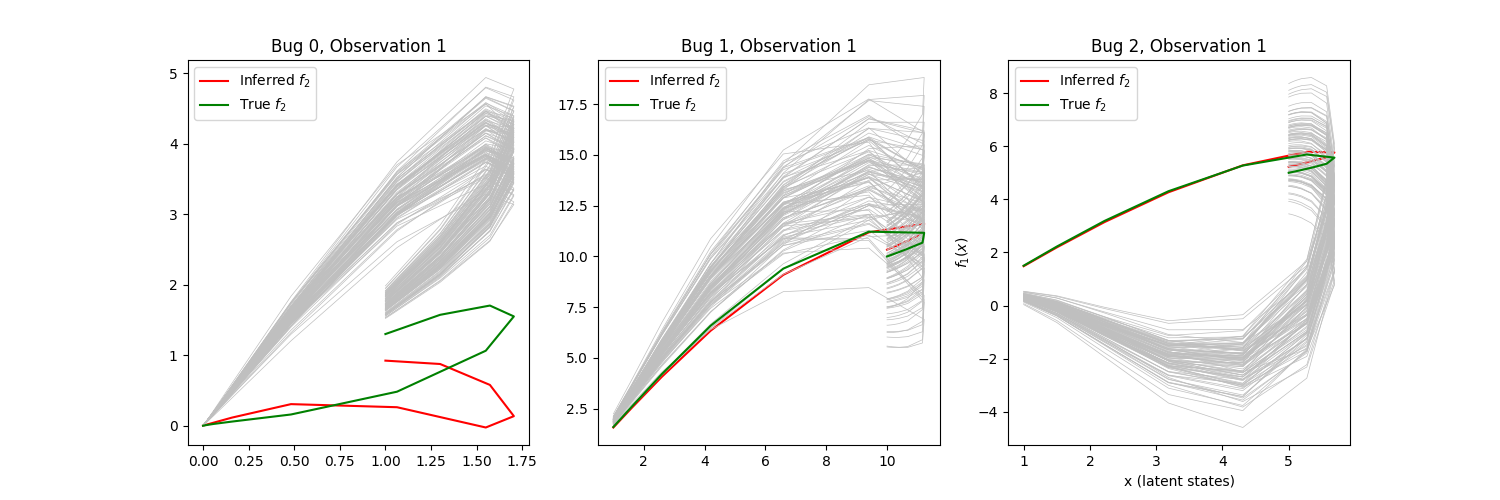 Bug 0, Observation 1
Inferred f₂
True f₂
5
4
3
2
1
0
0.00 0.25 0.50 0.75 1.00 1.25 1.50 1.75
Bug 1, Observation 1
Inferred f₂
True f₂
17.5
15.0
12.5
10.0
7.5
5.0
2.5
2 4 6 8 10
Bug 2, Observation 1
Inferred f₂
True f₂
f₁(x)
8
6
4
2
0
−2
−4
1 2 3 4 5
x (latent states)